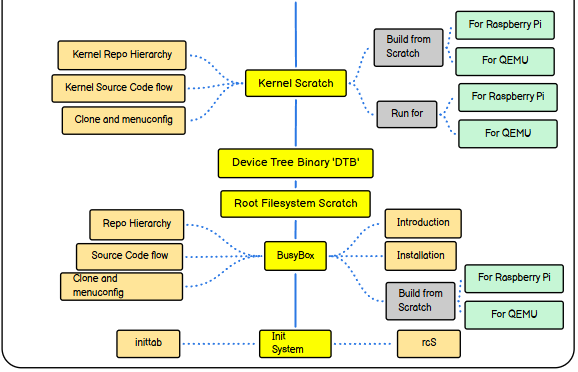 Kernel Repo Hierarchy
Kernel Source Code flow
Clone and menuconfig
Kernel Scratch
Build from
Scratch
For Raspberry Pi
For QEMU
Run for
For Raspberry Pi
For QEMU
Device Tree Binary 'DTB'
Root Filesystem Scratch
Repo Hierarchy
Source Code flow
Clone and
menuconfig
BusyBox
Introduction
Installation
Build from
Scratch
For Raspberry Pi
For QEMU
inittab
Init
System
rcS